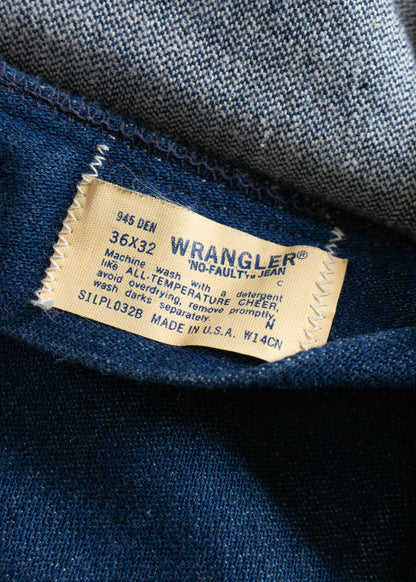 945 DEN
36X32 WRANGLER®
"NO-FAULT"® JEAN
C
Machine wash with a detergent
like ALL-TEMPERATURE CHEER,
avoid overdrying, remove promptly,
wash darks separately. N
SILPL032B MADE IN U.S.A. W14CN